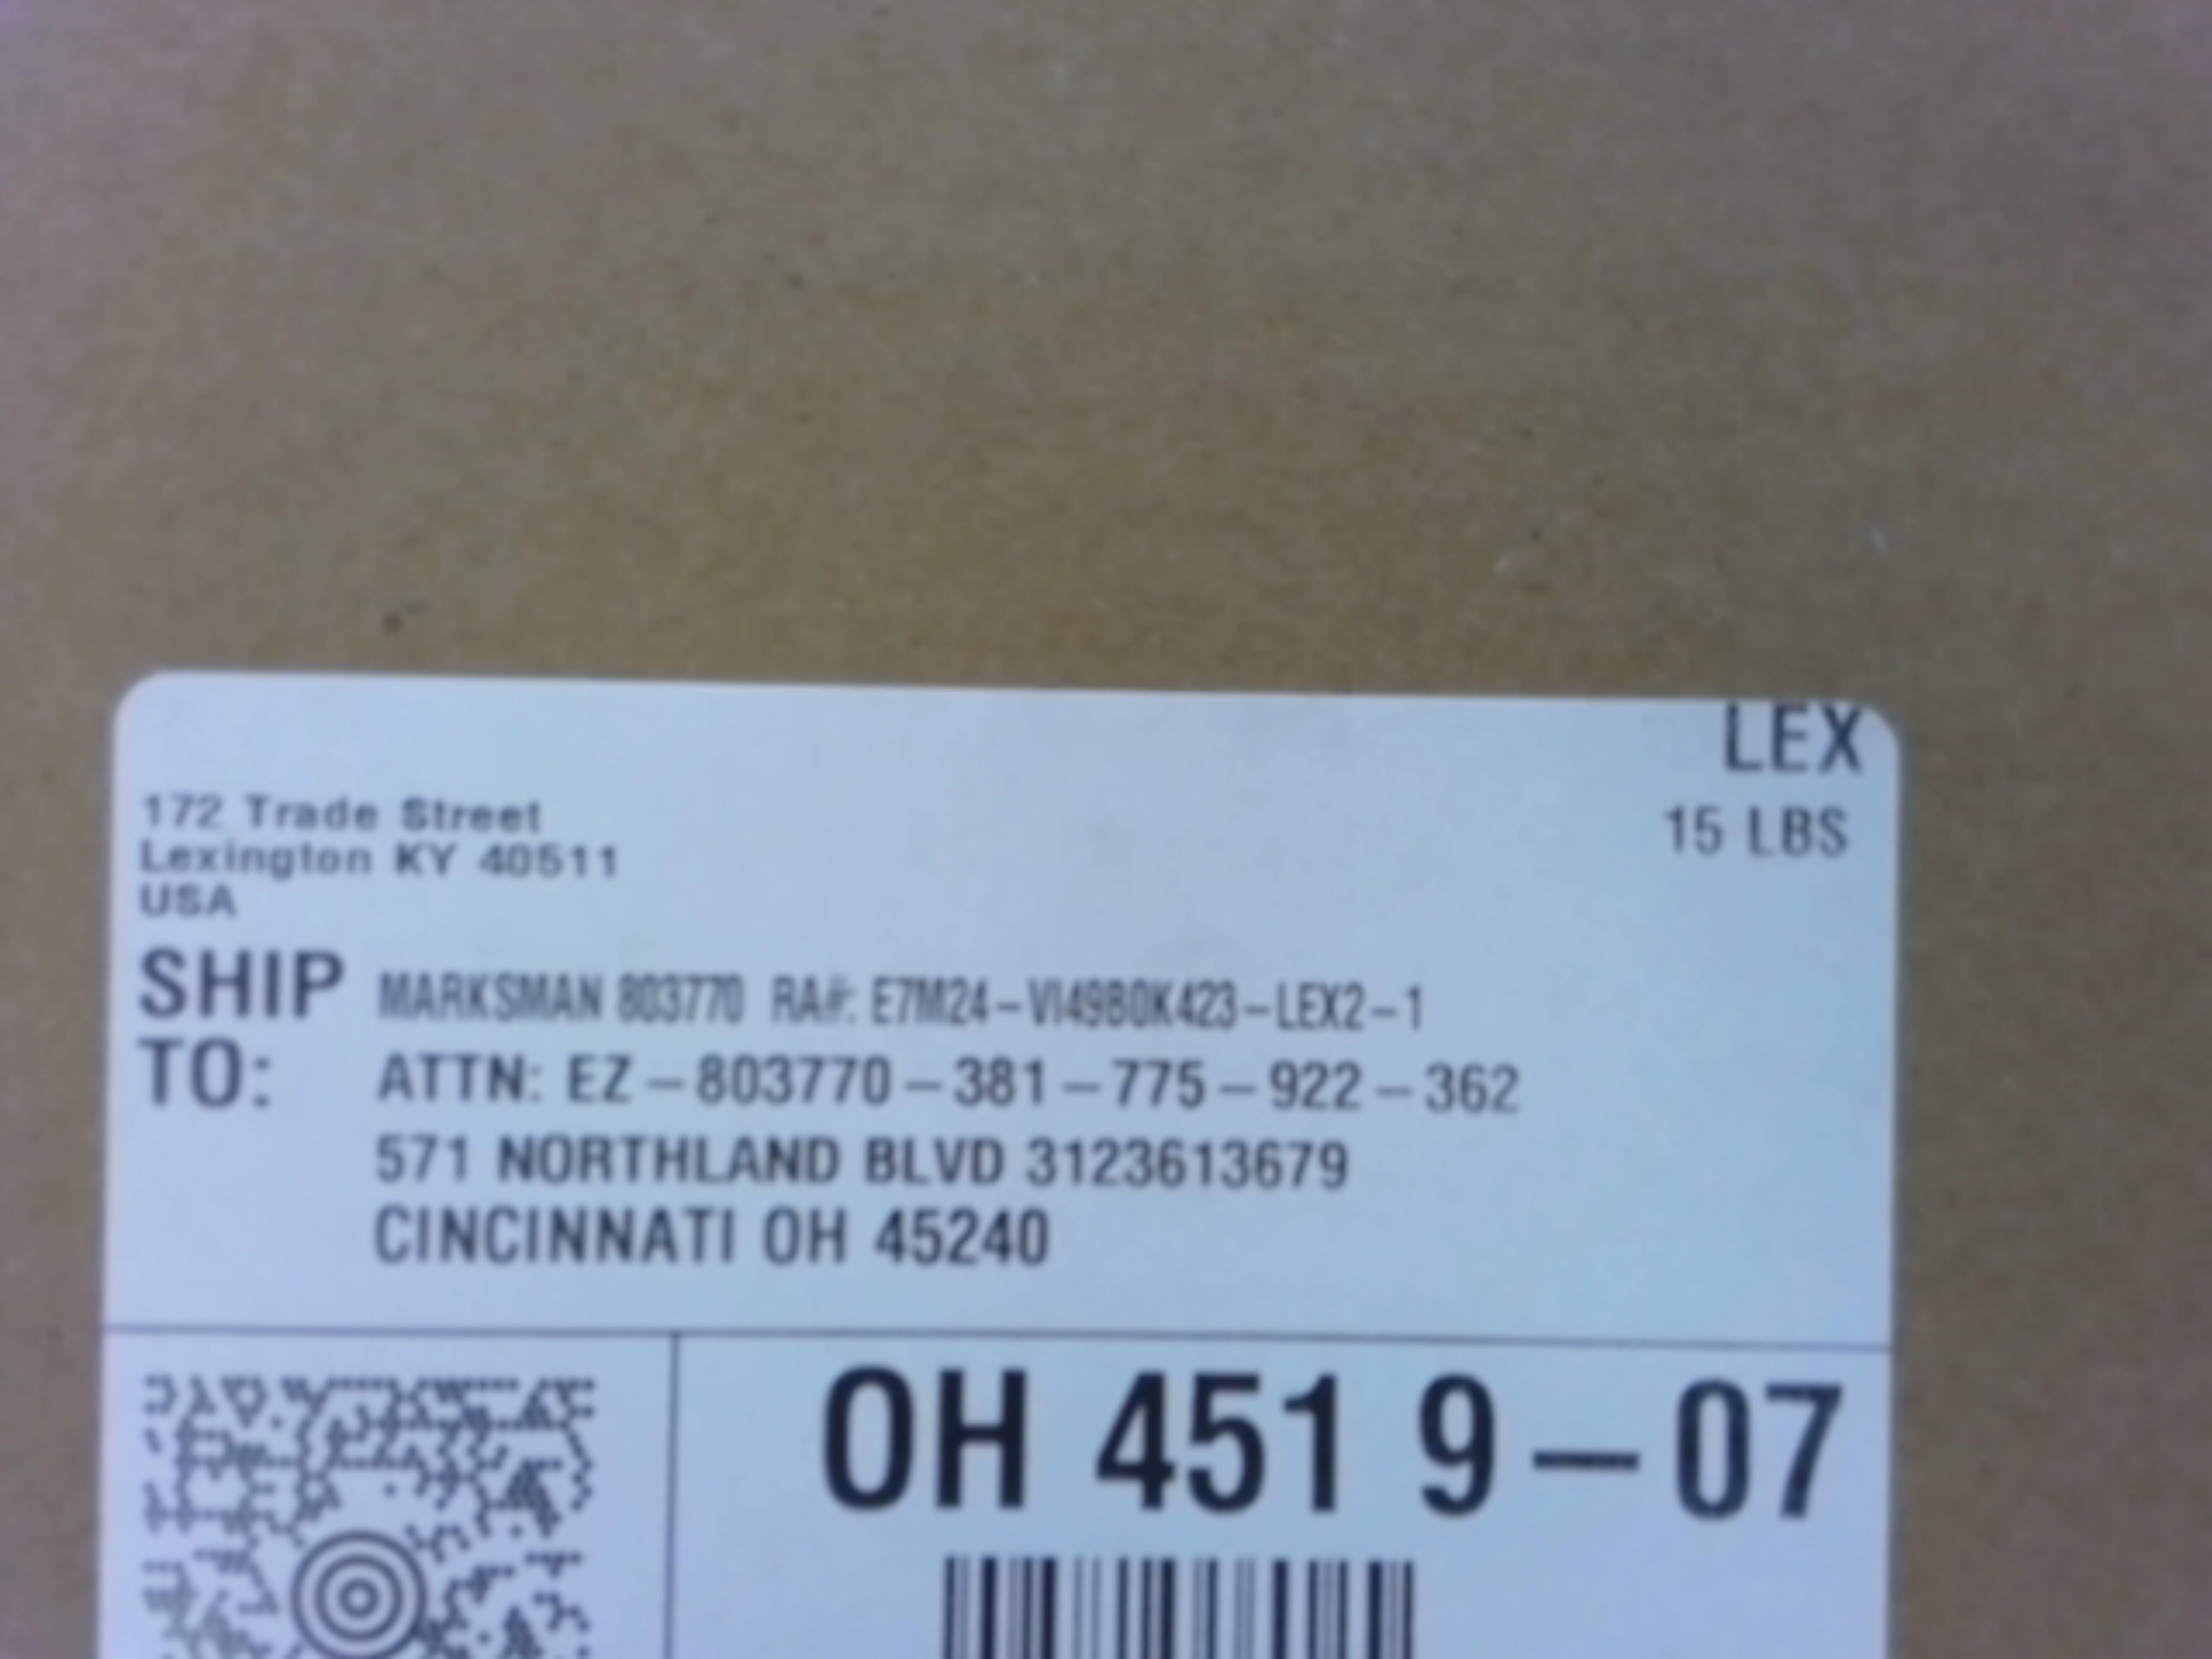 LEX
172 Trade Street
15 LBS
Lexington KY 40511
USA
SHIP TO:
MARKSMAN 803770 RA#: E7M24-VI49B0K423-LEX2-1
ATTN: EZ-803770-381-775-922-362
571 NORTHLAND BLVD 3123613679
CINCINNATI OH 45240
OH 451 9-07